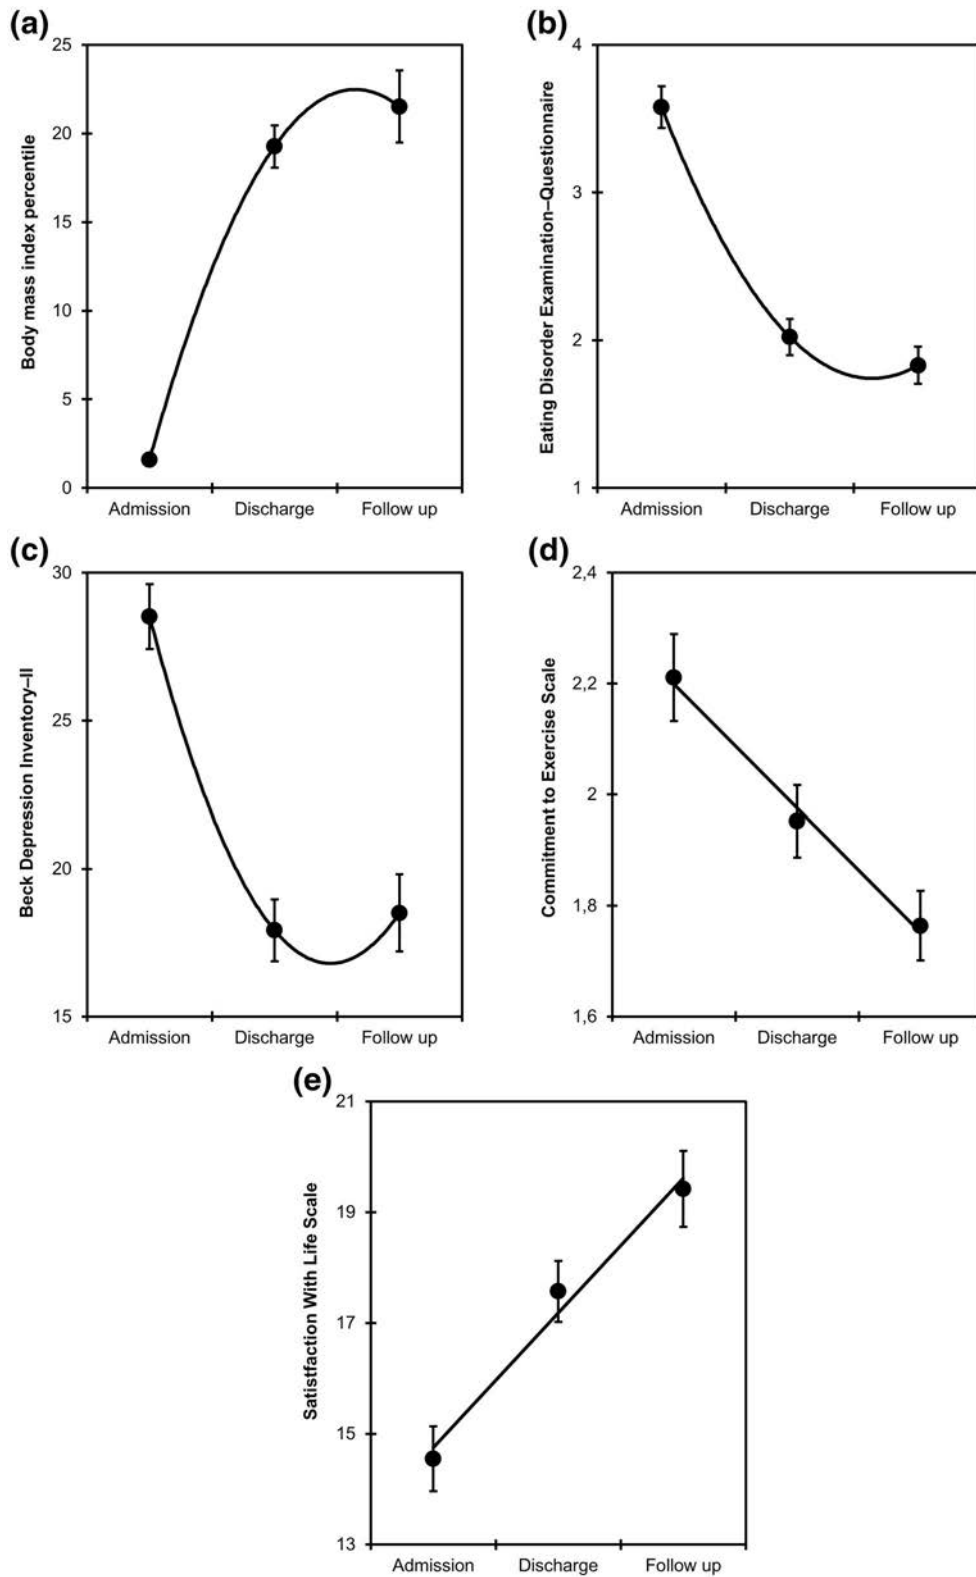 (a)
Body mass index percentile
25
20
15
10
5
0
Admission Discharge Follow up
(b)
Eating Disorder Examination–Questionnaire
4
3
2
1
Admission Discharge Follow up
(c)
Beck Depression Inventory–II
30
25
20
15
Admission Discharge Follow up
(d)
Commitment to Exercise Scale
2,4
2,2
2
1,8
1,6
Admission Discharge Follow up
(e)
Satistfaction With Life Scale
21
19
17
15
13
Admission Discharge Follow up